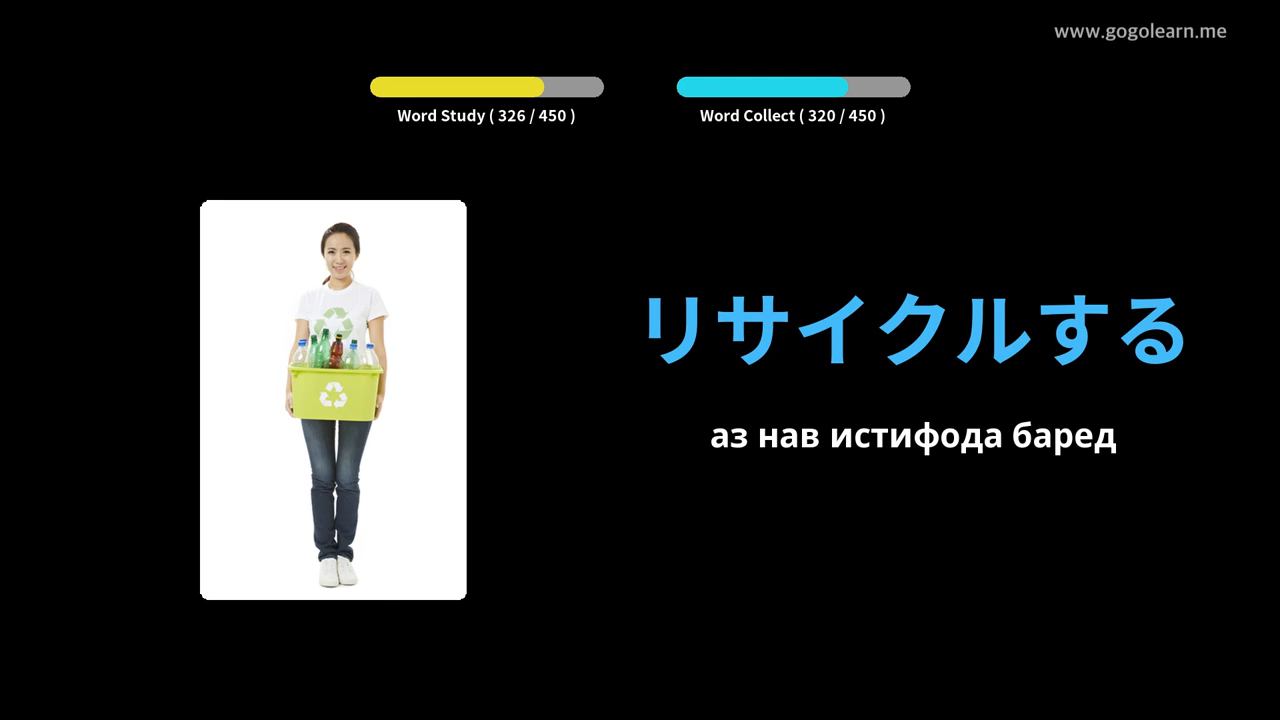 www.gogolearn.me
Word Study ( 326 / 450 )
Word Collect ( 320 / 450 )
リサイクルする
аз нав истифода баред